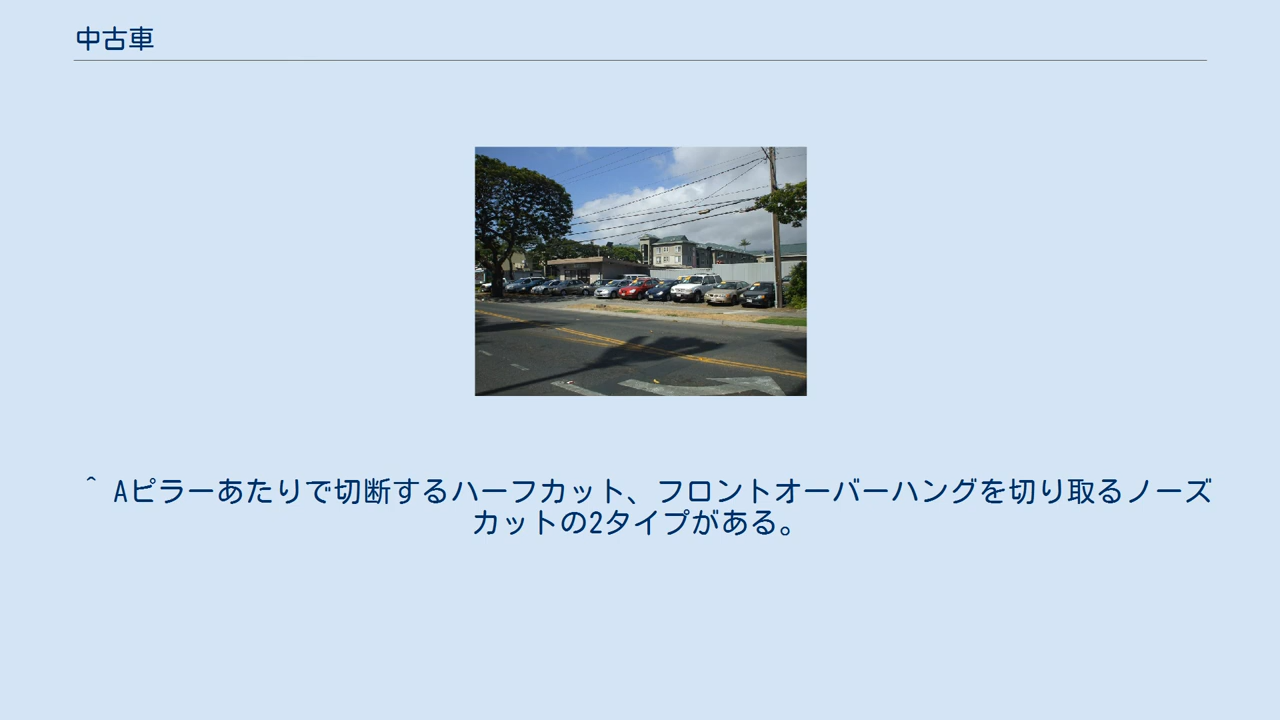 中古車
^ Aピラーあたりで切断するハーフカット、フロントオーバーハングを切り取るノーズ
カットの2タイプがある。